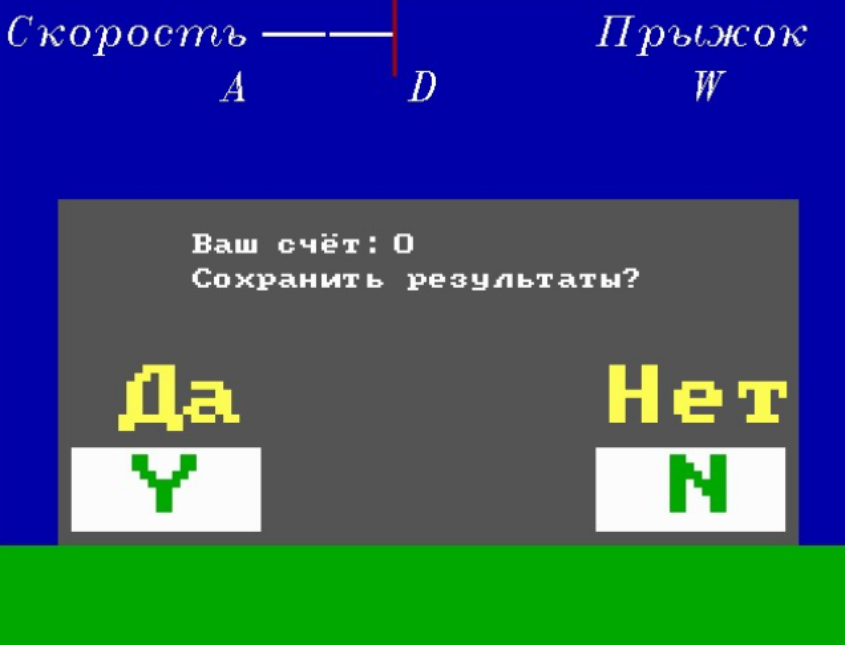 Скорость Прыжок
A D W
Ваш счёт: 0
Сохранить результаты?
Да Нет
Y N